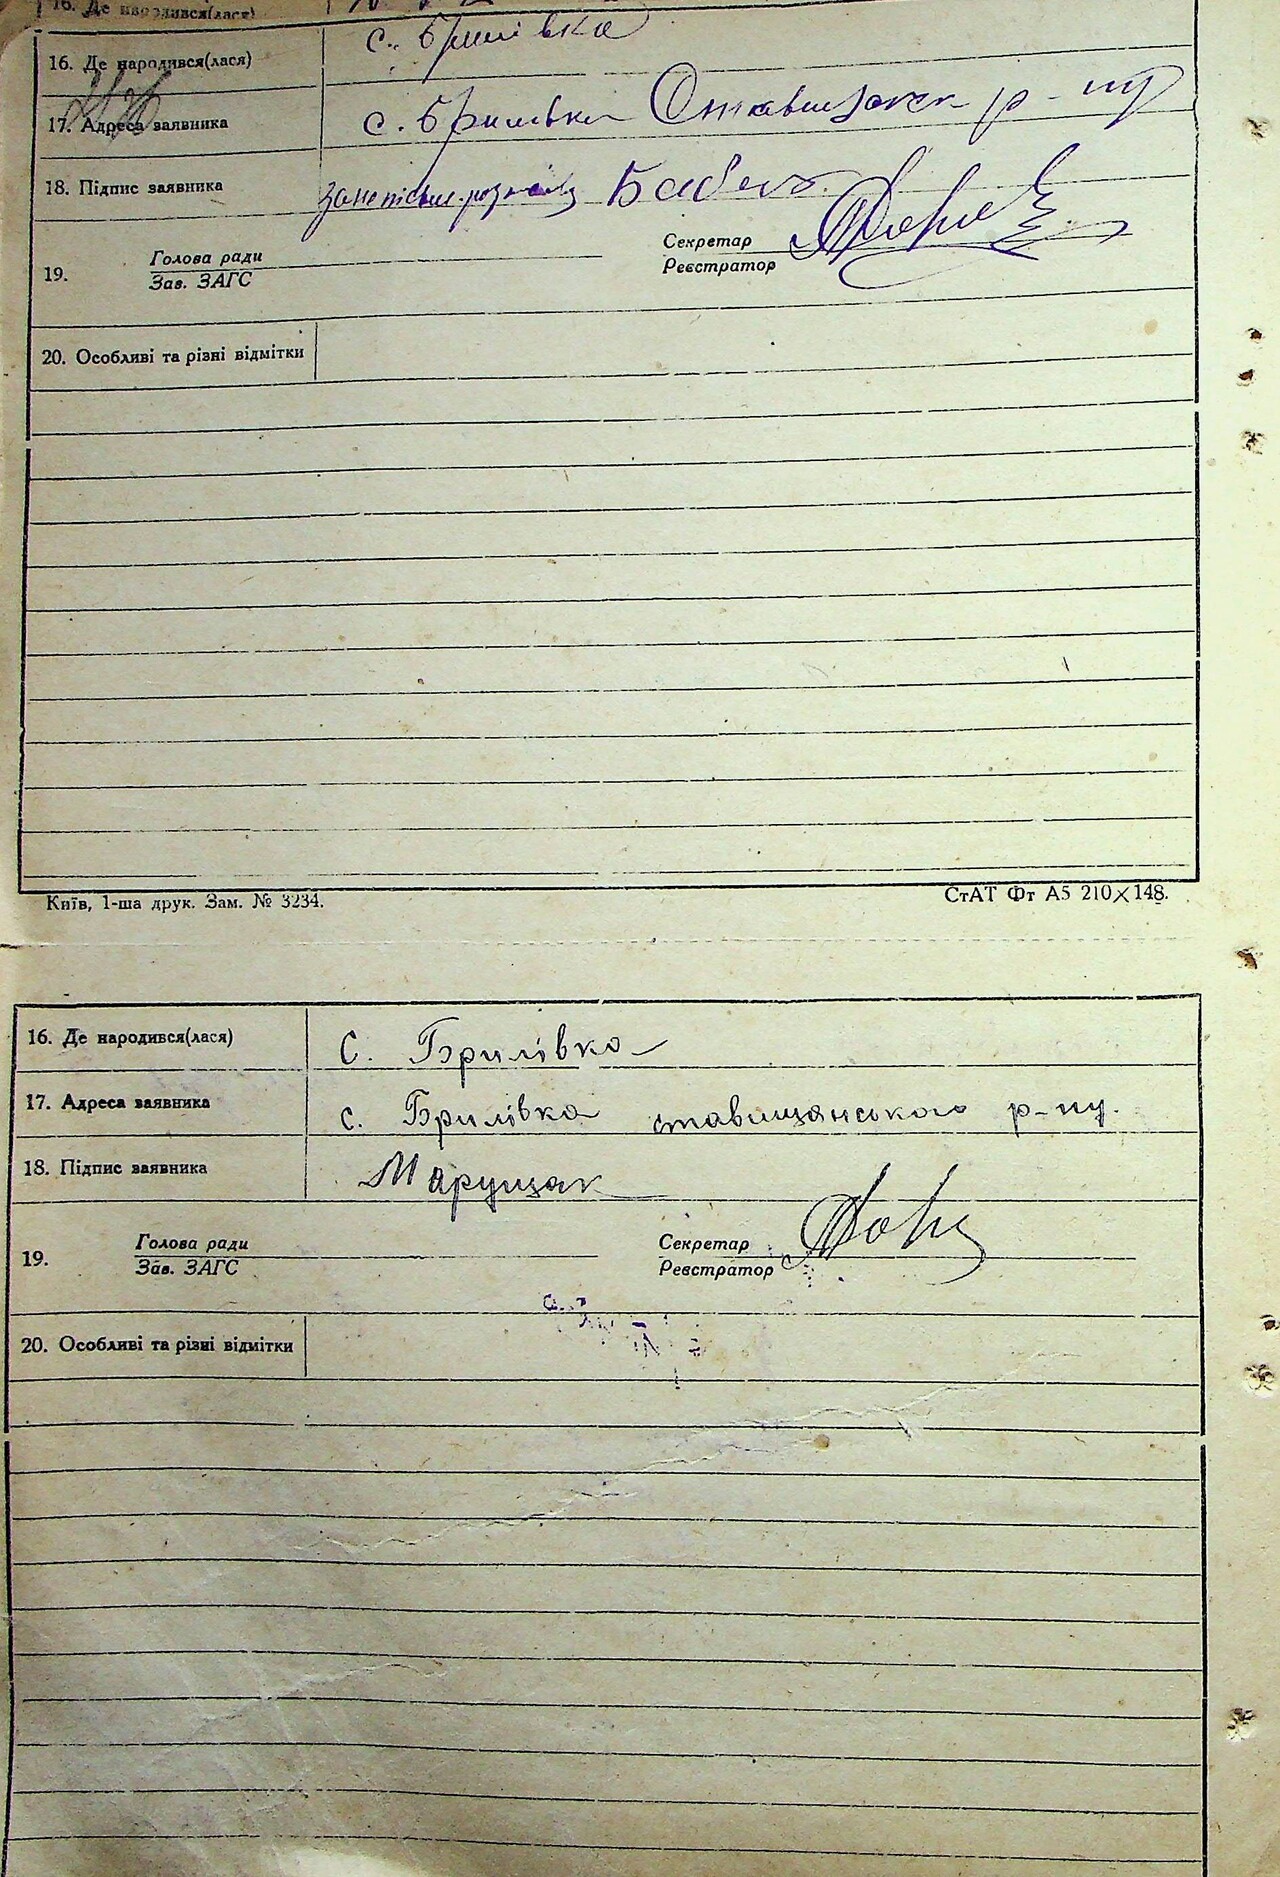 16. Де народився(лася)
16. Де народився(лася) с. Брилівка
17. Адреса заявника с. Брилівка Ставищанськ р-ну
18. Підпис заявника Бабенко
Секретар
Голова ради
Реєстратор
19.
Зав. ЗАГС
20. Особливі та різні відмітки
Київ, 1-ша друк. Зам. № 3234. СтАТ Фт А5 210×148.
16. Де народився(лася) с. Брилівка
17. Адреса заявника с. Брилівка ставищанського р-ну.
18. Підпис заявника Марущак
Голова ради Секретар
19.
Зав. ЗАГС Реєстратор
20. Особливі та різні відмітки